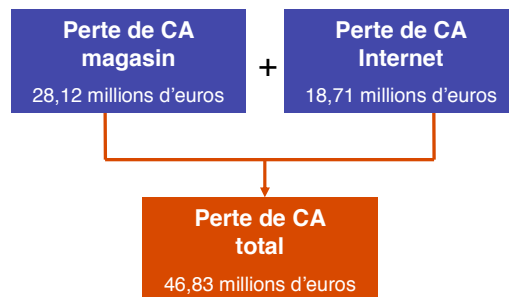 Perte de CA
magasin
28,12 millions d'euros
+
Perte de CA
Internet
18,71 millions d'euros
Perte de CA
total
46,83 millions d'euros